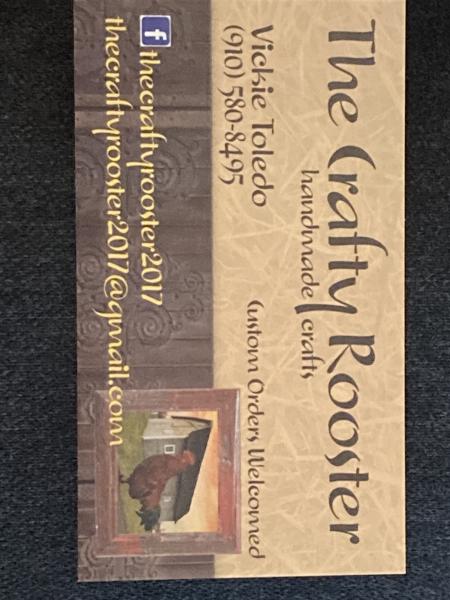 The Crafty Rooster
handmade crafts
Vickie Toledo
(910) 580-8495
Custom Orders Welcomed
thecraftyrooster2017
thecraftyrooster2017@gmail.com